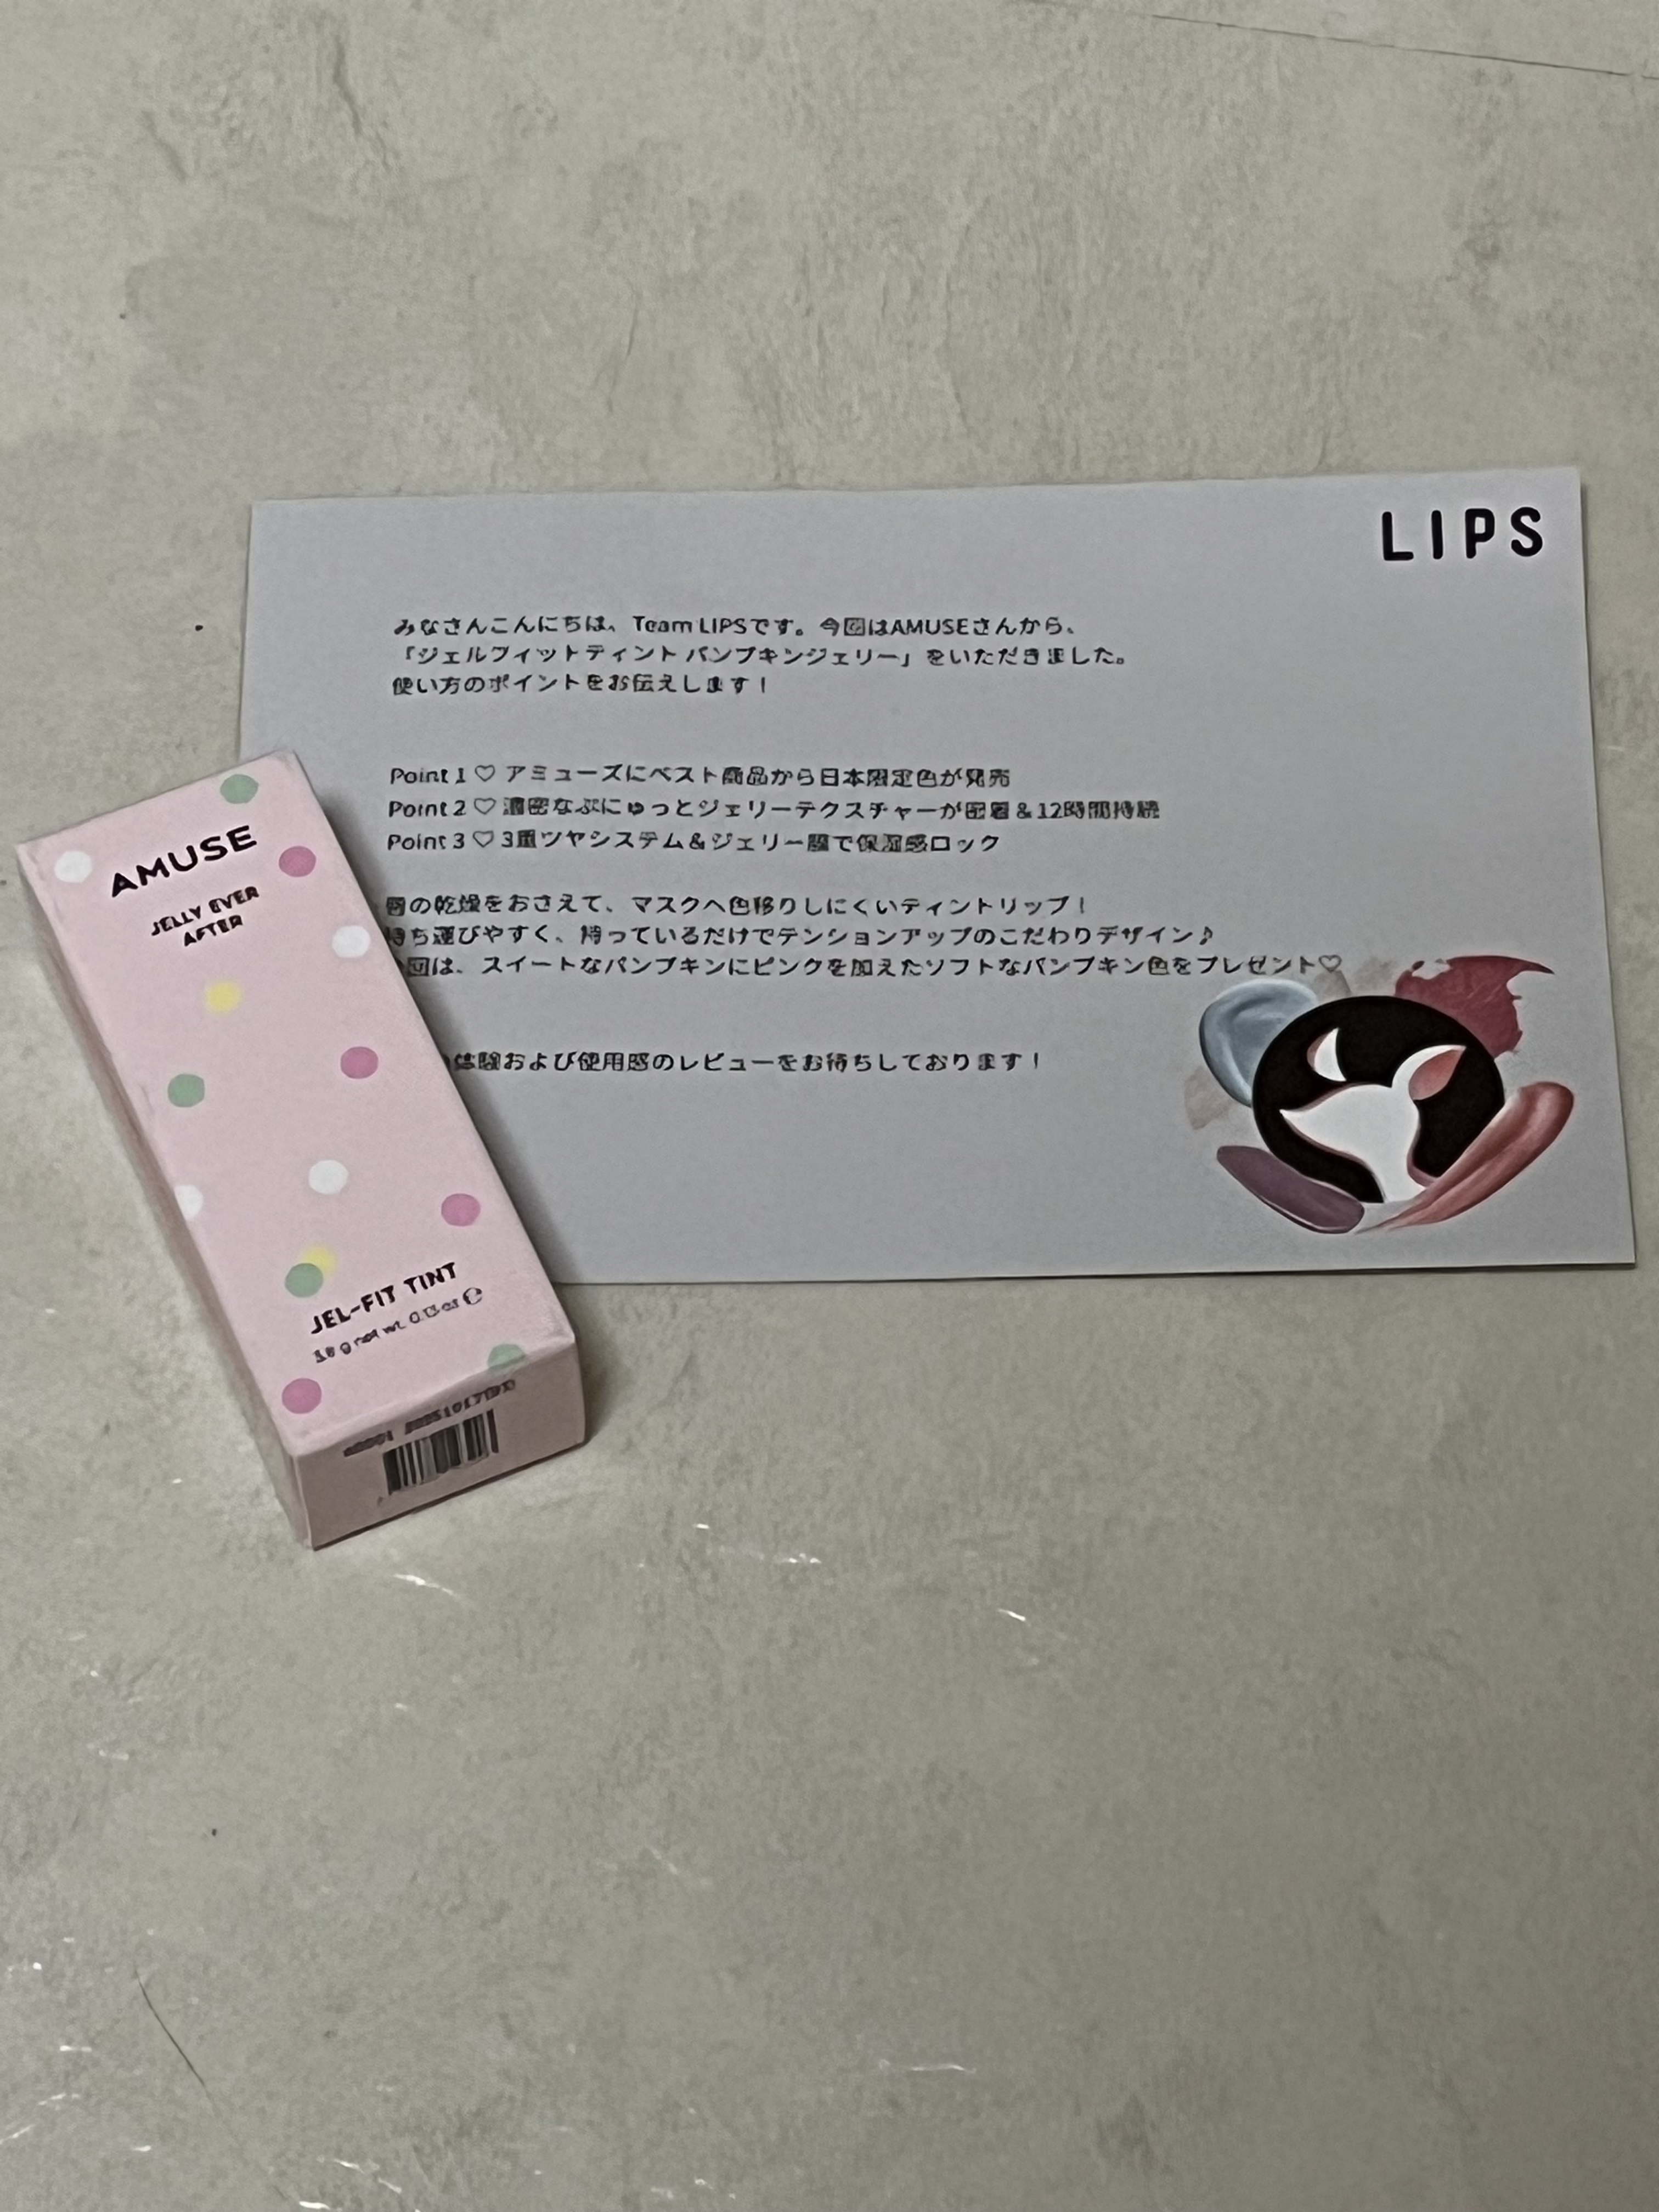 LIPS
みなさんこんにちは、Team LIPSです。今回はAMUSEさんから、
「ジェルフィットティント パンプキンジェリー」をいただきました。
使い方のポイントをお伝えします！
Point 1 ♡ アミューズにベスト商品から日本限定色が発売
Point 2 ♡ 濃密なぷにゅっとジェリーテクスチャーが密着＆12時間持続
Point 3 ♡ 3重ツヤシステム＆ジェリー膜で保湿感ロック
唇の乾燥をおさえて、マスクへ色移りしにくいティントリップ！
持ち運びやすく、持っているだけでテンションアップのこだわりデザイン♪
回は、スイートなパンプキンにピンクを加えたソフトなパンプキン色をプレゼント♡
体験および使用感のレビューをお待ちしております！
AMUSE
JELLY EVER
AFTER
JEL-FIT TINT
3.8 g net wt. 0.13 oz ℮